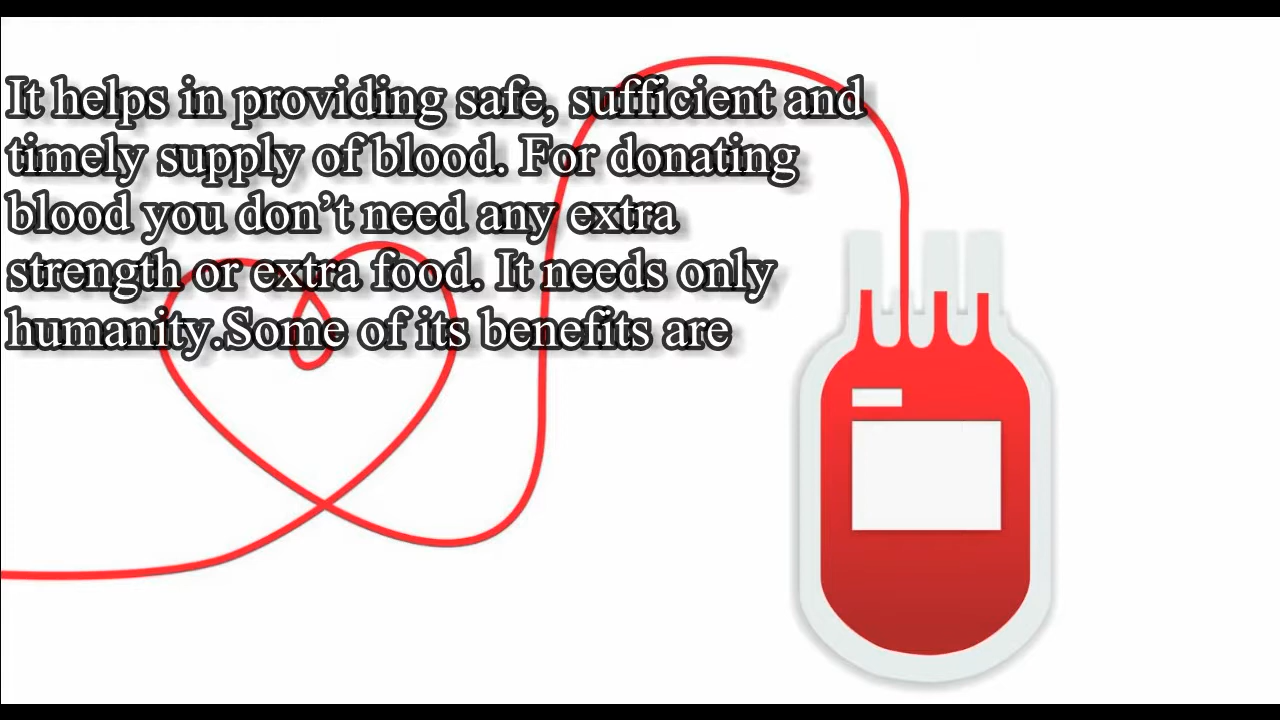 It helps in providing safe, sufficient and
timely supply of blood. For donating
blood you don’t need any extra
strength or extra food. It needs only
humanity.Some of its benefits are